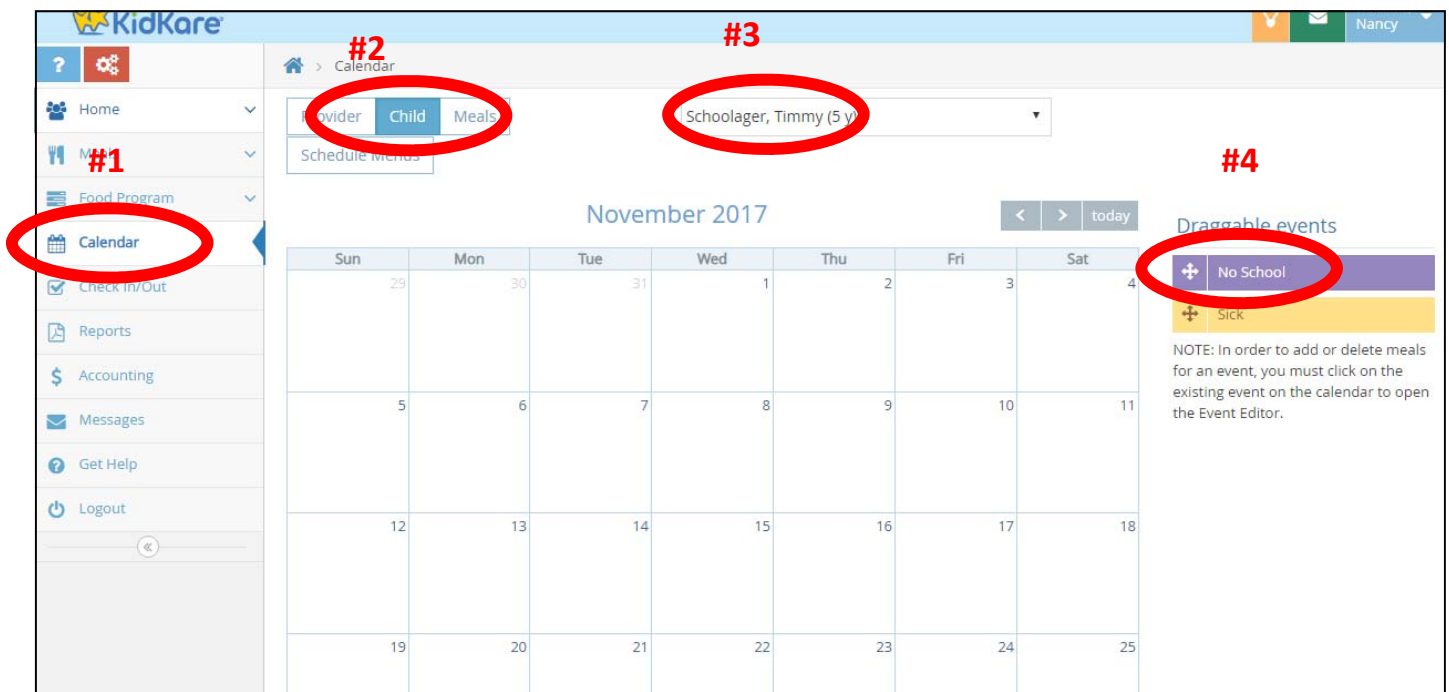 KidKare
Nancy
#2
#3
?
Calendar
Home
Provider Child Meals
Schoolager, Timmy (5 y)
Schedule Menus
#1
#4
Food Program
November 2017
< > today
Draggable events
Calendar
Sun Mon Tue Wed Thu Fri Sat
No School
29 30 31 1 2 3 4
Check In/Out
Sick
Reports
NOTE: In order to add or delete meals
for an event, you must click on the
existing event on the calendar to open
the Event Editor.
$ Accounting
5 6 7 8 9 10 11
Messages
Get Help
Logout
12 13 14 15 16 17 18
19 20 21 22 23 24 25